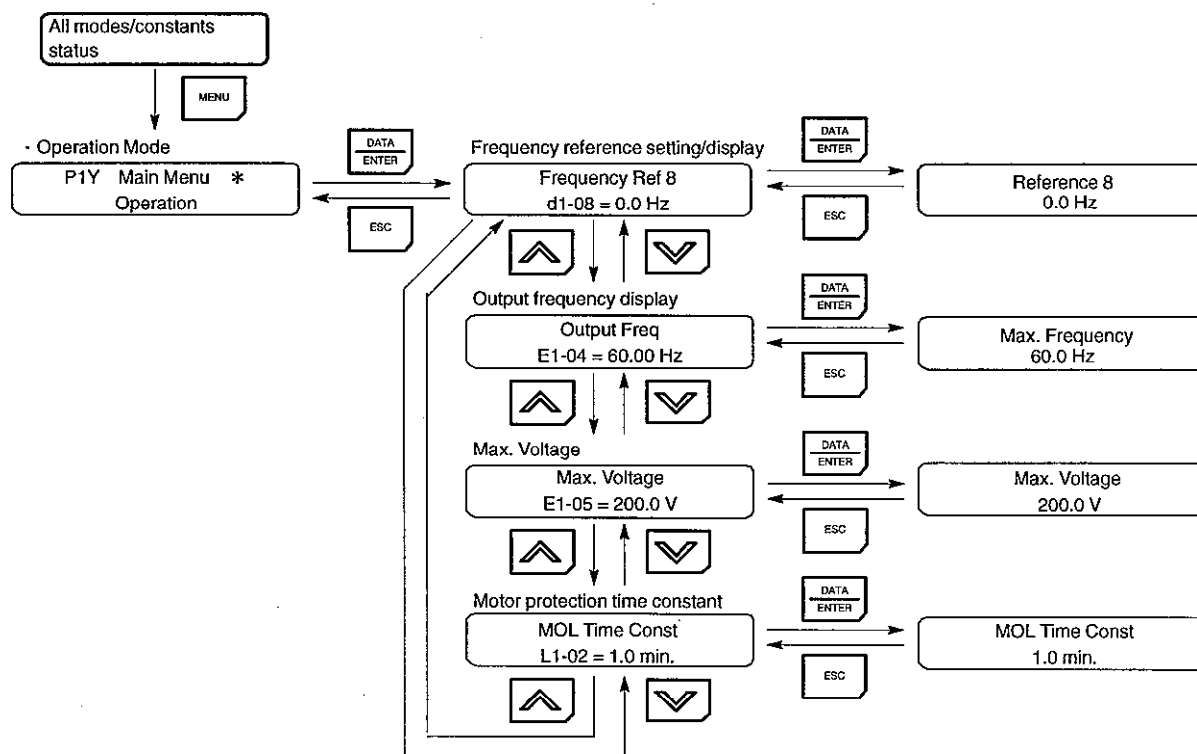 All modes/constants
status
MENU
· Operation Mode
P1Y Main Menu *
Operation
DATA
ENTER
ESC
Frequency reference setting/display
Frequency Ref 8
d1-08 = 0.0 Hz
DATA
ENTER
ESC
Reference 8
0.0 Hz
Output frequency display
Output Freq
E1-04 = 60.00 Hz
DATA
ENTER
ESC
Max. Frequency
60.0 Hz
Max. Voltage
Max. Voltage
E1-05 = 200.0 V
DATA
ENTER
ESC
Max. Voltage
200.0 V
Motor protection time constant
MOL Time Const
L1-02 = 1.0 min.
DATA
ENTER
ESC
MOL Time Const
1.0 min.